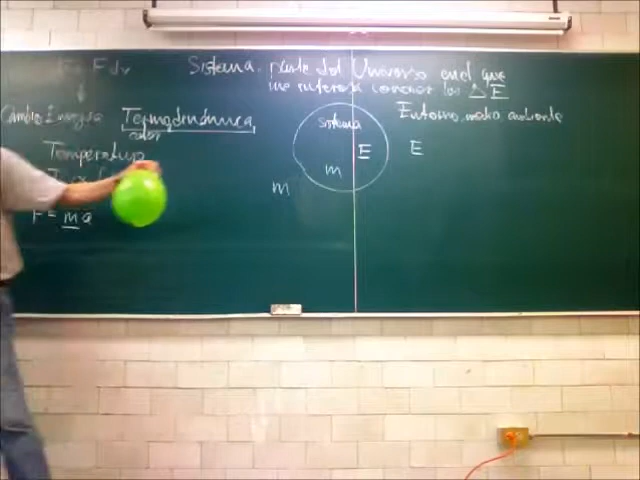 F dv
Sistema. parte del Universo en el que
me interesa conocer los △E
Cambio Energía
Termodinámica
calor
Sistema
E
m
Entorno, medio ambiente
E
m
Temperatura
F = ma